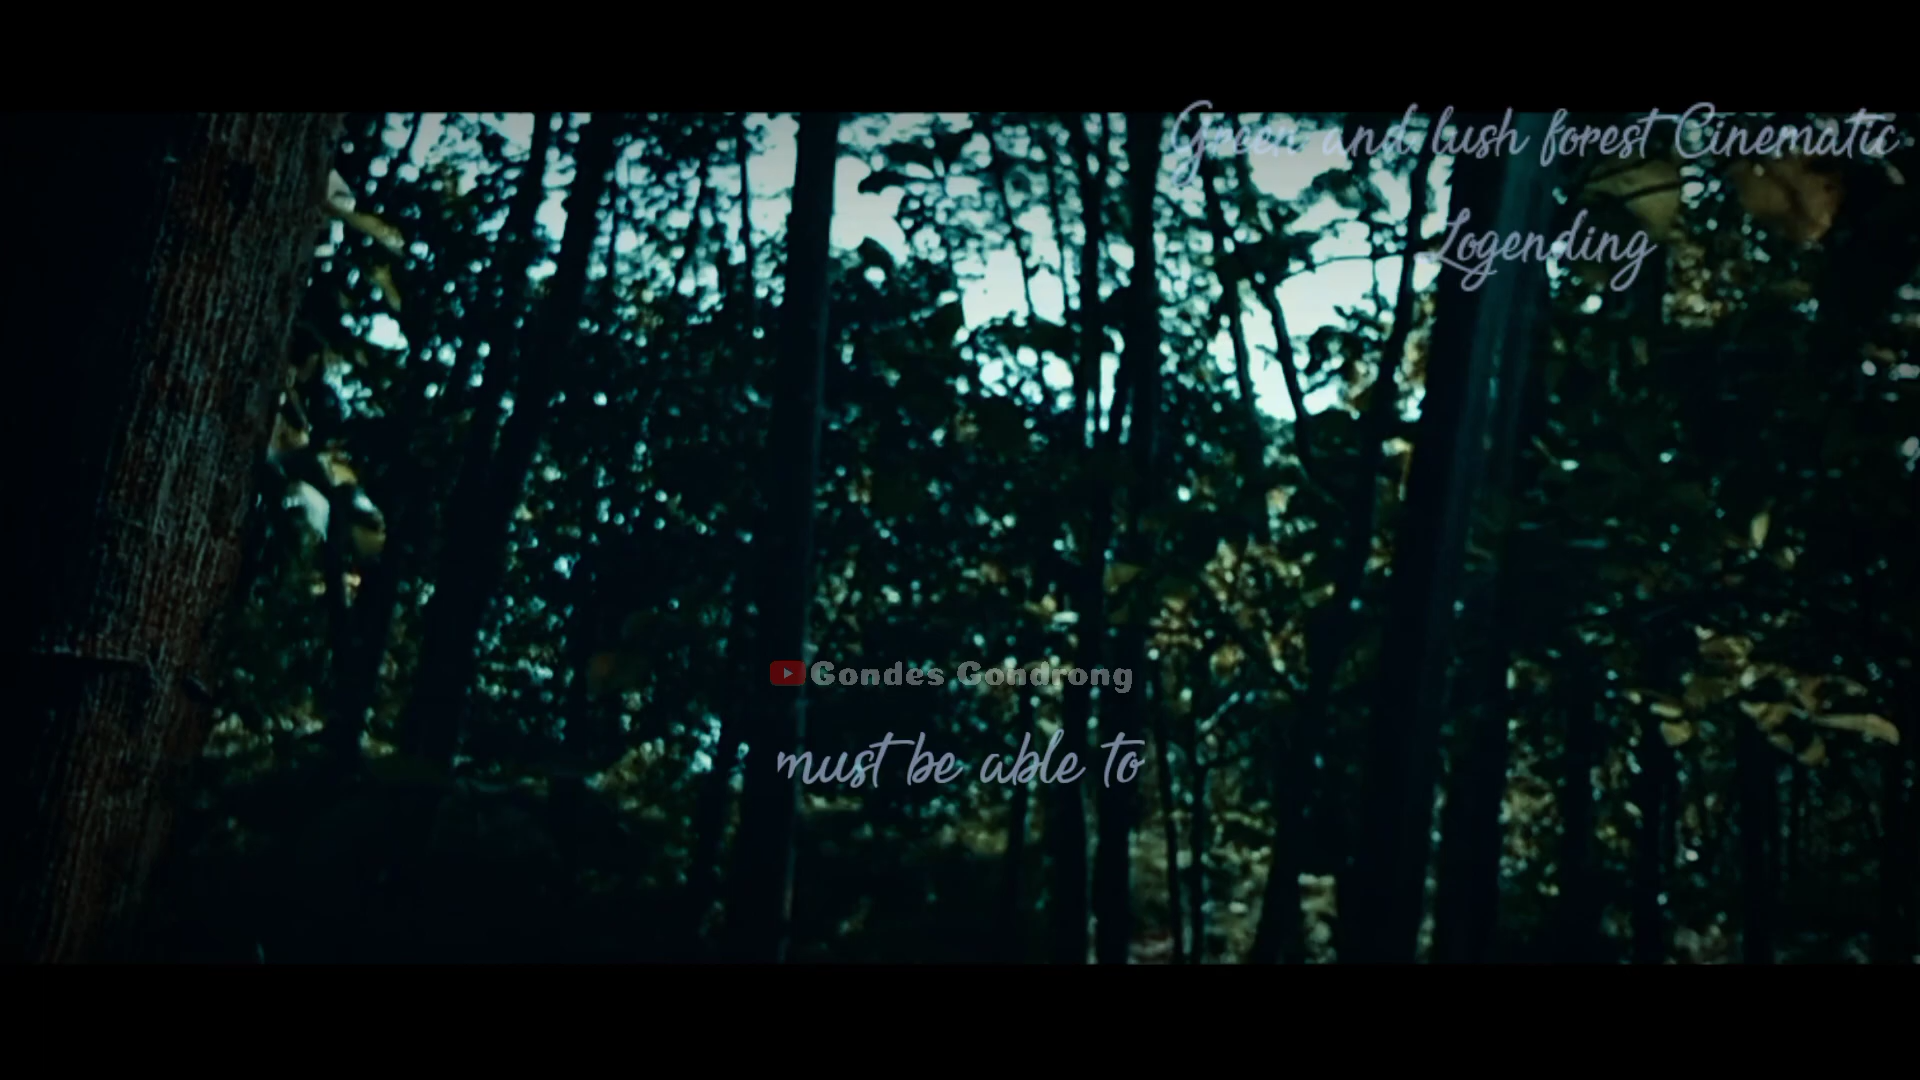 Green and lush forest Cinematic
Logending
Gondes Gondrong
must be able to